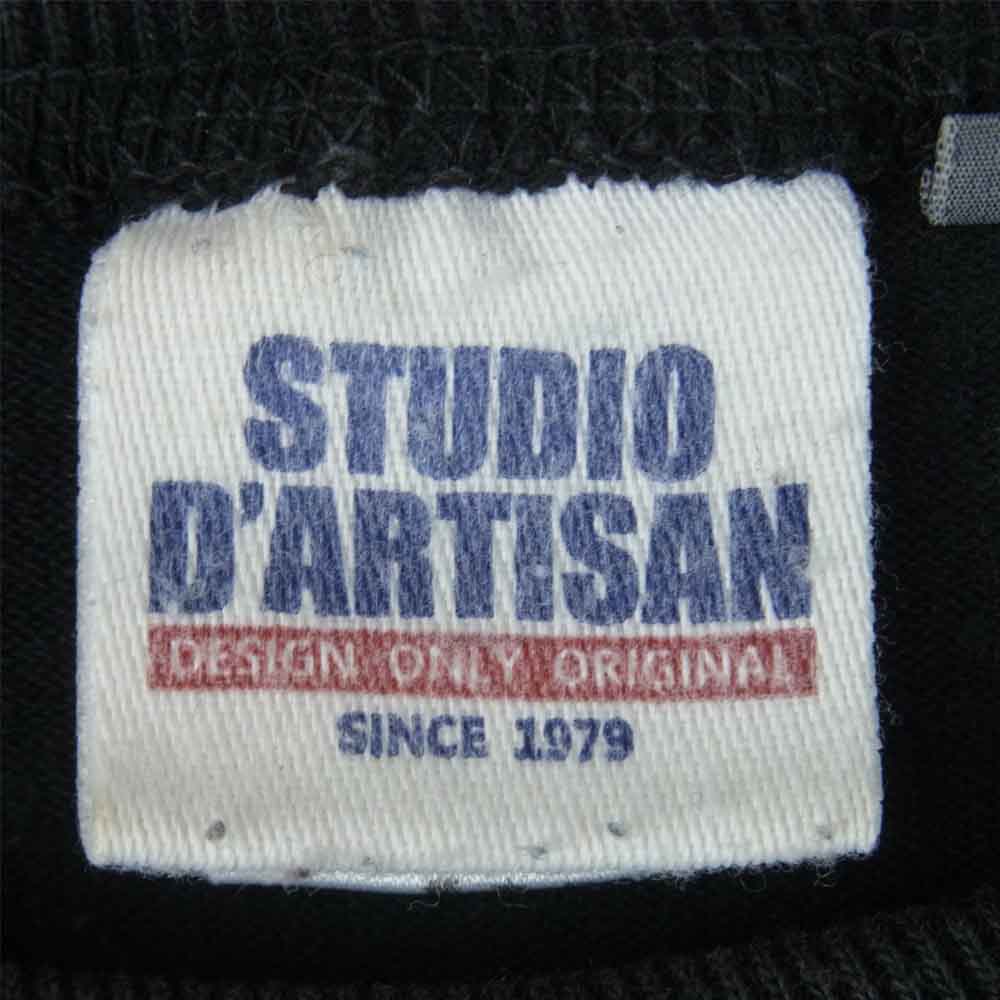 STUDIO
D'ARTISAN
DESIGN ONLY ORIGINAL
SINCE 1979